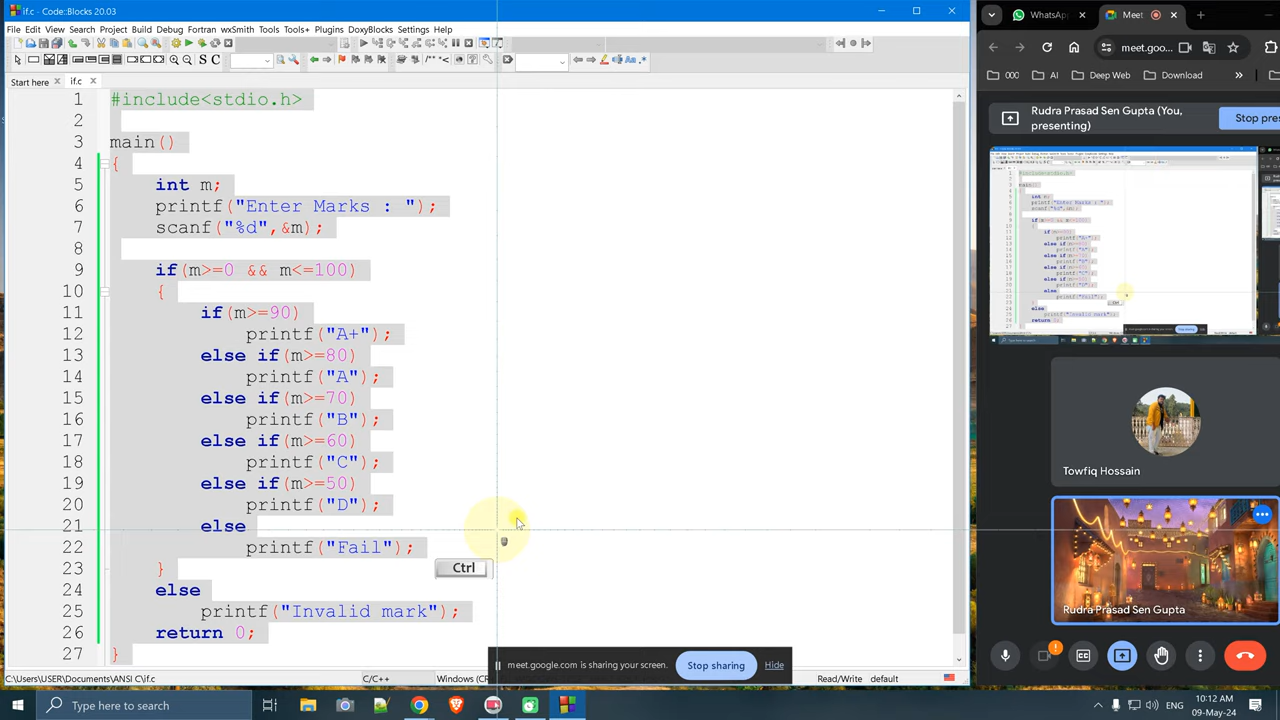 if.c - Code::Blocks 20.03
File Edit View Search Project Build Debug Fortran wxSmith Tools Tools+ Plugins DoxyBlocks Settings Help
Start here
if.c
1 #include<stdio.h>
2
3 main()
4 {
5 int m;
6 printf("Enter Marks : ");
7 scanf("%d",&m);
8
9 if(m>=0 && m<=100)
10 {
11 if(m>=90)
12 printf("A+");
13 else if(m>=80)
14 printf("A");
15 else if(m>=70)
16 printf("B");
17 else if(m>=60)
18 printf("C");
19 else if(m>=50)
20 printf("D");
21 else
22 printf("Fail");
23 }
24 else
25 printf("Invalid mark");
26 return 0;
27 }
Ctrl
meet.google.com is sharing your screen.
Stop sharing
Hide
C:\Users\USER\Documents\ANSI C\if.c
C/C++
Windows (CR
Read/Write
default
WhatsApp
Meet
meet.goo
000
AI
Deep Web
Download
»
Rudra Prasad Sen Gupta (You,
presenting)
Stop pres
Towfiq Hossain
Rudra Prasad Sen Gupta
Type here to search
ENG
10:12 AM
09-May-24